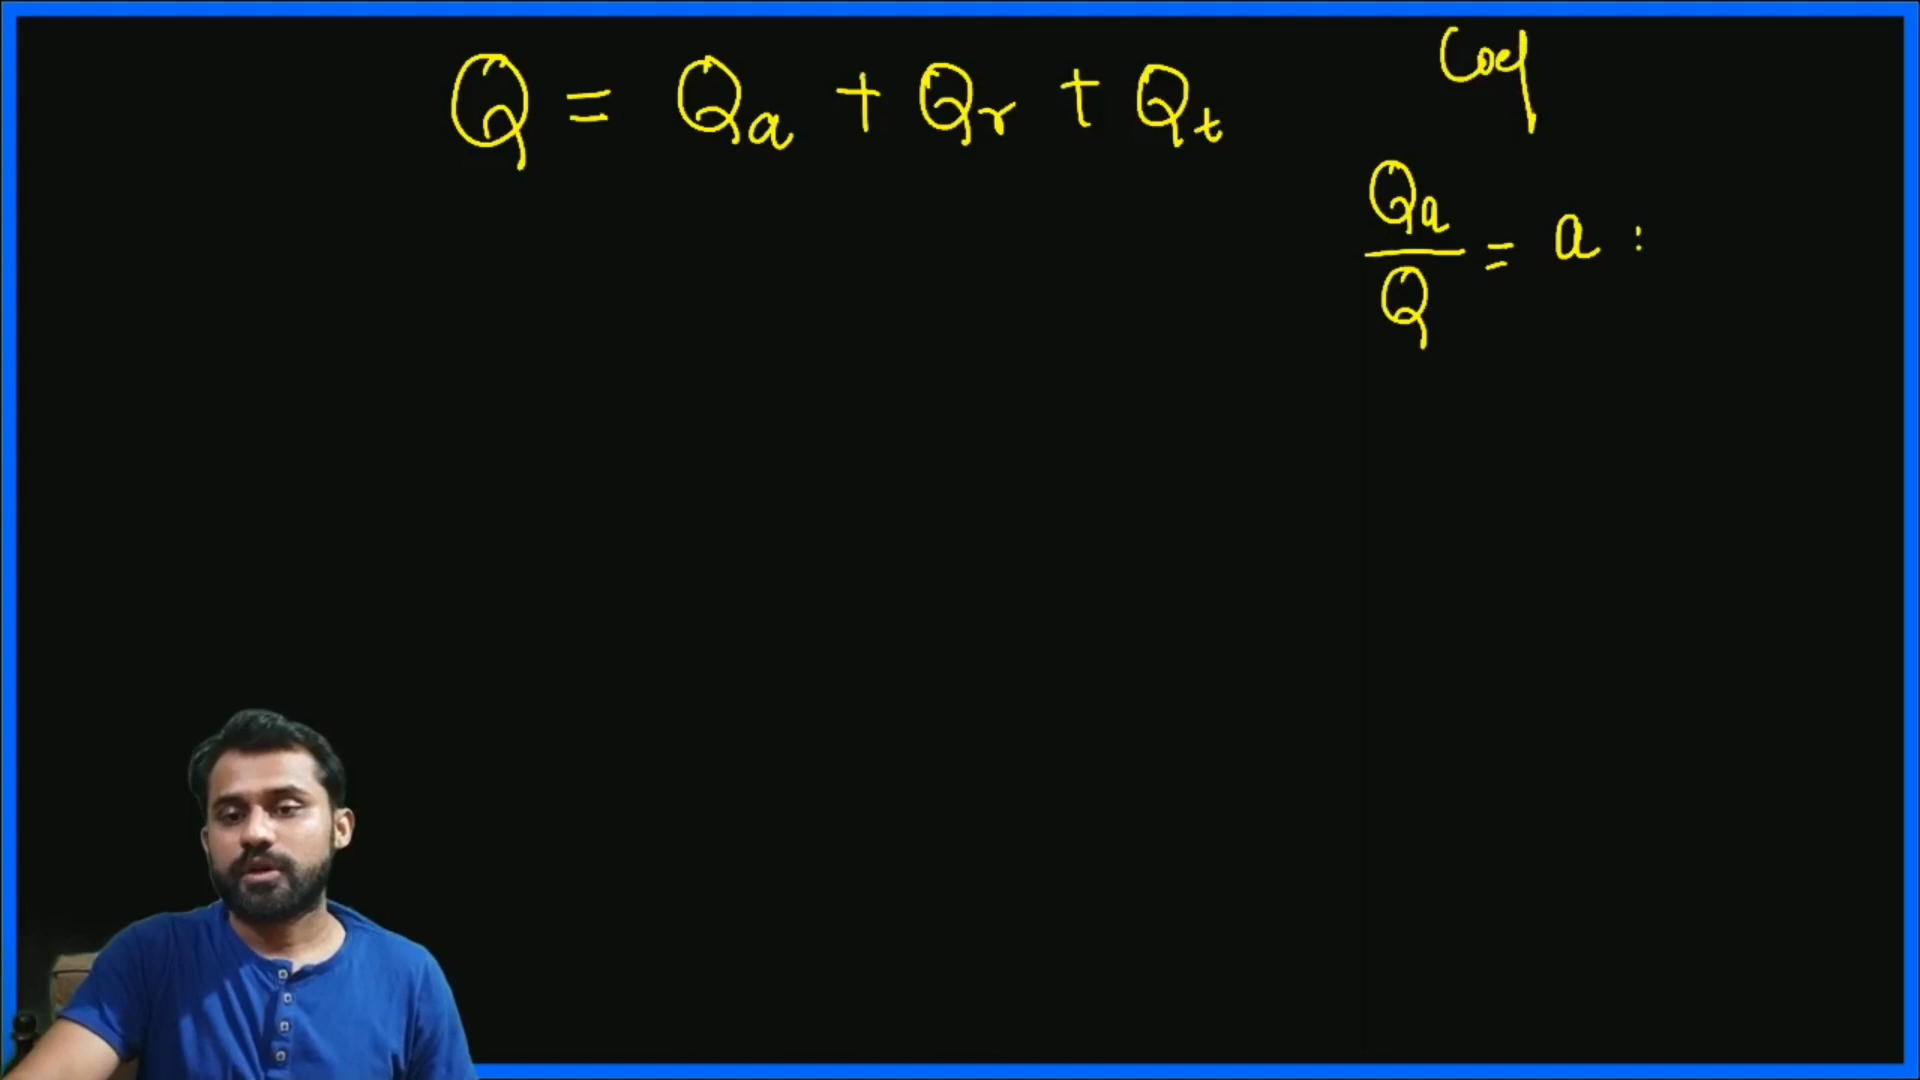 Q = Qa + Qr + Qt
Coef
Qa
Q
= a :